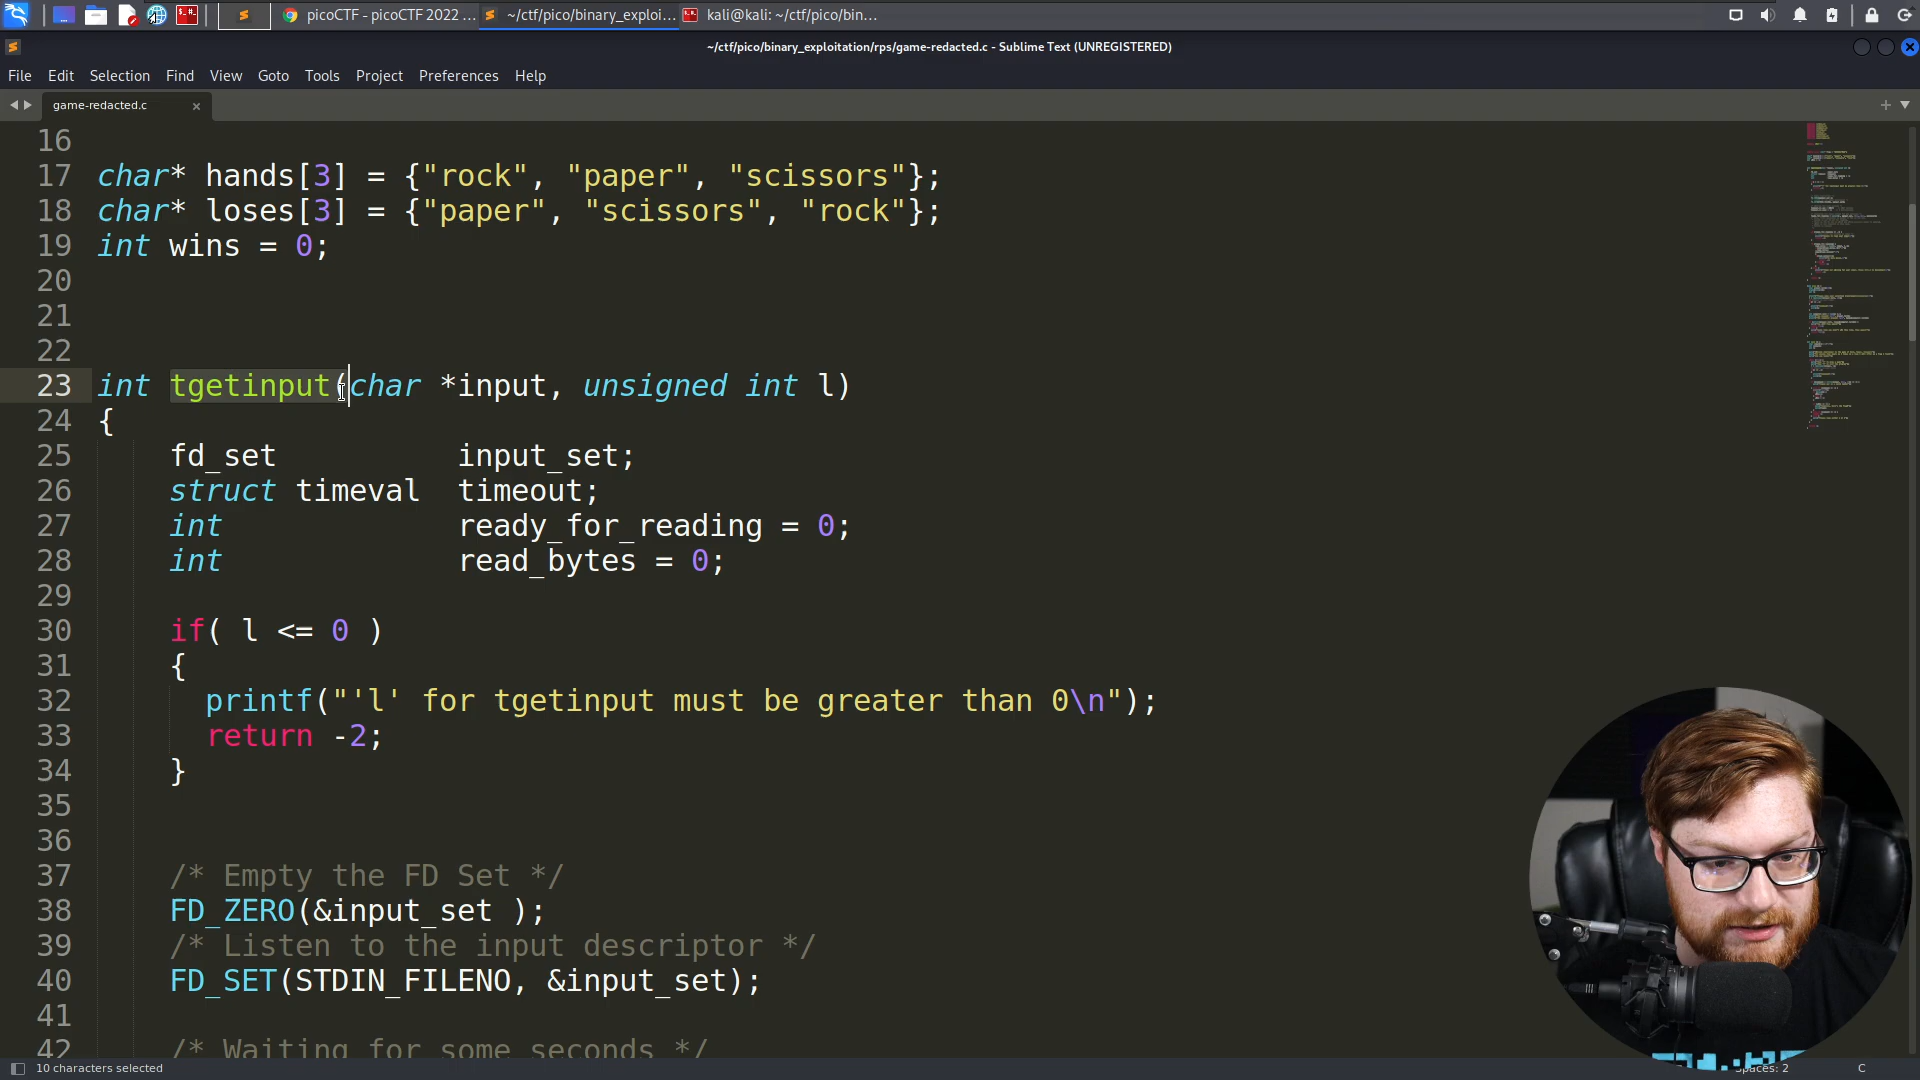 picoCTF - picoCTF 2022 ...
~/ctf/pico/binary_exploi...
kali@kali: ~/ctf/pico/bin...
~/ctf/pico/binary_exploitation/rps/game-redacted.c - Sublime Text (UNREGISTERED)
File Edit Selection Find View Goto Tools Project Preferences Help
game-redacted.c
16
17 char* hands[3] = {"rock", "paper", "scissors"};
18 char* loses[3] = {"paper", "scissors", "rock"};
19 int wins = 0;
20
21
22
23 int tgetinput(char *input, unsigned int l)
24 {
25 fd_set input_set;
26 struct timeval timeout;
27 int ready_for_reading = 0;
28 int read_bytes = 0;
29
30 if( l <= 0 )
31 {
32 printf("'l' for tgetinput must be greater than 0\n");
33 return -2;
34 }
35
36
37 /* Empty the FD Set */
38 FD_ZERO(&input_set );
39 /* Listen to the input descriptor */
40 FD_SET(STDIN_FILENO, &input_set);
41
42 /* Waiting for some seconds */
10 characters selected
Spaces: 2
C